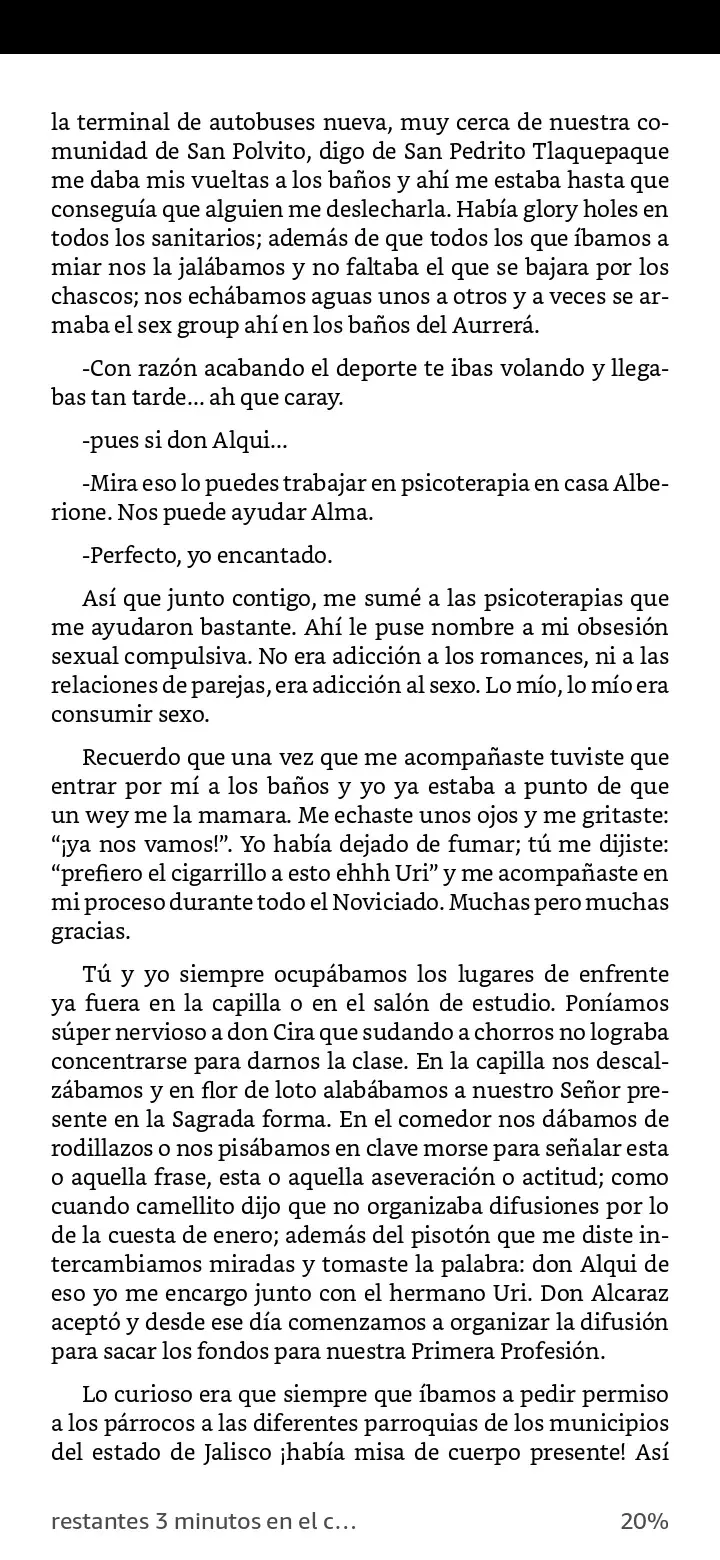 la terminal de autobuses nueva, muy cerca de nuestra co-
munidad de San Polvito, digo de San Pedrito Tlaquepaque
me daba mis vueltas a los baños y ahí me estaba hasta que
conseguía que alguien me deslecharla. Había glory holes en
todos los sanitarios; además de que todos los que íbamos a
miar nos la jalábamos y no faltaba el que se bajara por los
chascos; nos echábamos aguas unos a otros y a veces se ar-
maba el sex group ahí en los baños del Aurrerá.
-Con razón acabando el deporte te ibas volando y llega-
bas tan tarde... ah que caray.
-pues si don Alqui...
-Mira eso lo puedes trabajar en psicoterapia en casa Albe-
rione. Nos puede ayudar Alma.
-Perfecto, yo encantado.
Así que junto contigo, me sumé a las psicoterapias que
me ayudaron bastante. Ahí le puse nombre a mi obsesión
sexual compulsiva. No era adicción a los romances, ni a las
relaciones de parejas, era adicción al sexo. Lo mío, lo mío era
consumir sexo.
Recuerdo que una vez que me acompañaste tuviste que
entrar por mí a los baños y yo ya estaba a punto de que
un wey me la mamara. Me echaste unos ojos y me gritaste:
“¡ya nos vamos!”. Yo había dejado de fumar; tú me dijiste:
“prefiero el cigarrillo a esto ehhh Uri” y me acompañaste en
mi proceso durante todo el Noviciado. Muchas pero muchas
gracias.
Tú y yo siempre ocupábamos los lugares de enfrente
ya fuera en la capilla o en el salón de estudio. Poníamos
súper nervioso a don Cira que sudando a chorros no lograba
concentrarse para darnos la clase. En la capilla nos descal-
zábamos y en flor de loto alabábamos a nuestro Señor pre-
sente en la Sagrada forma. En el comedor nos dábamos de
rodillazos o nos pisábamos en clave morse para señalar esta
o aquella frase, esta o aquella aseveración o actitud; como
cuando camellito dijo que no organizaba difusiones por lo
de la cuesta de enero; además del pisotón que me diste in-
tercambiamos miradas y tomaste la palabra: don Alqui de
eso yo me encargo junto con el hermano Uri. Don Alcaraz
aceptó y desde ese día comenzamos a organizar la difusión
para sacar los fondos para nuestra Primera Profesión.
Lo curioso era que siempre que íbamos a pedir permiso
a los párrocos a las diferentes parroquias de los municipios
del estado de Jalisco ¡había misa de cuerpo presente! Así
restantes 3 minutos en el c... 20%